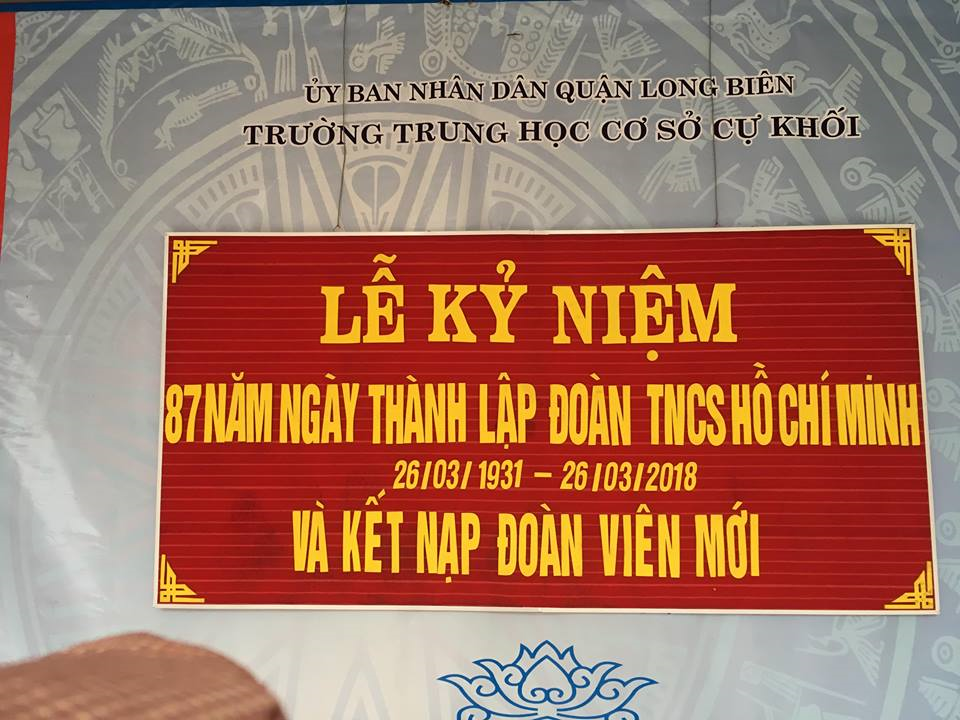 ỦY BAN NHÂN DÂN QUẬN LONG BIÊN
TRƯỜNG TRUNG HỌC CƠ SỞ CỰ KHỐI
LỄ KỶ NIỆM
87 NĂM NGÀY THÀNH LẬP ĐOÀN TNCS HỒ CHÍ MINH
26/03/1931 – 26/03/2018
VÀ KẾT NẠP ĐOÀN VIÊN MỚI